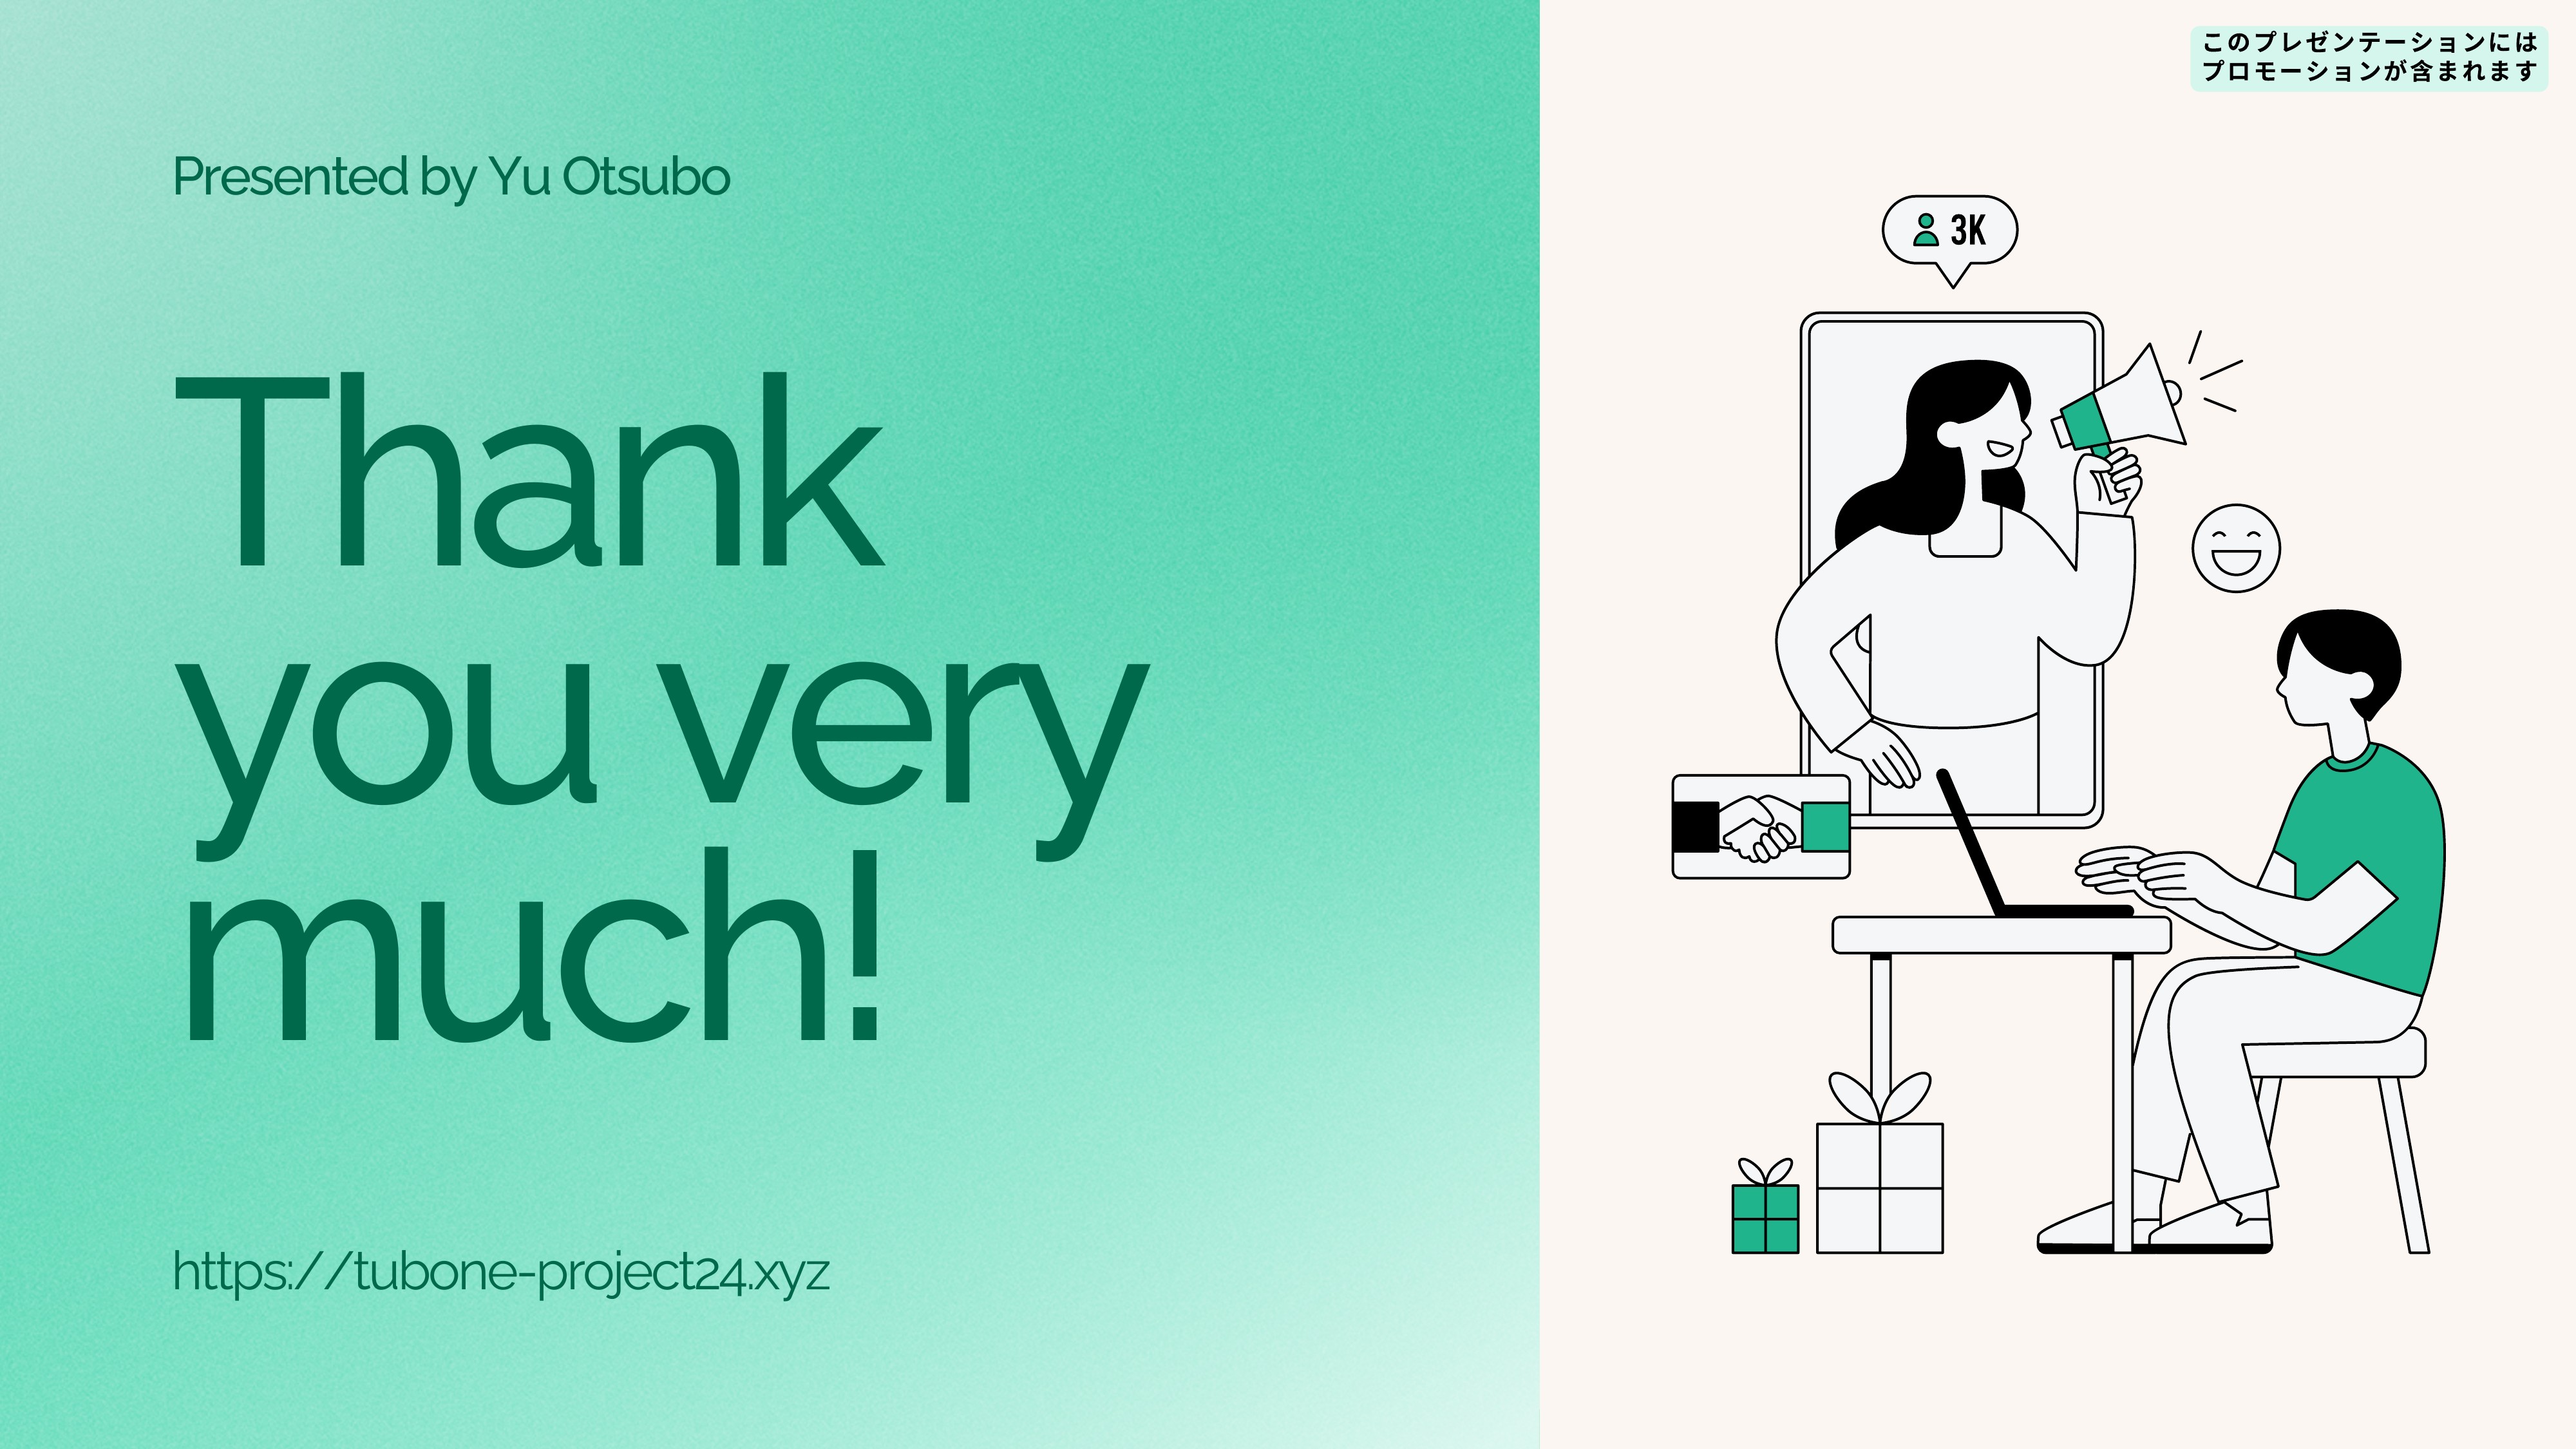 Presented by Yu Otsubo
Thank
you very
much!
https://tubone-project24.xyz
このプレゼンテーションには
プロモーションが含まれます
3K